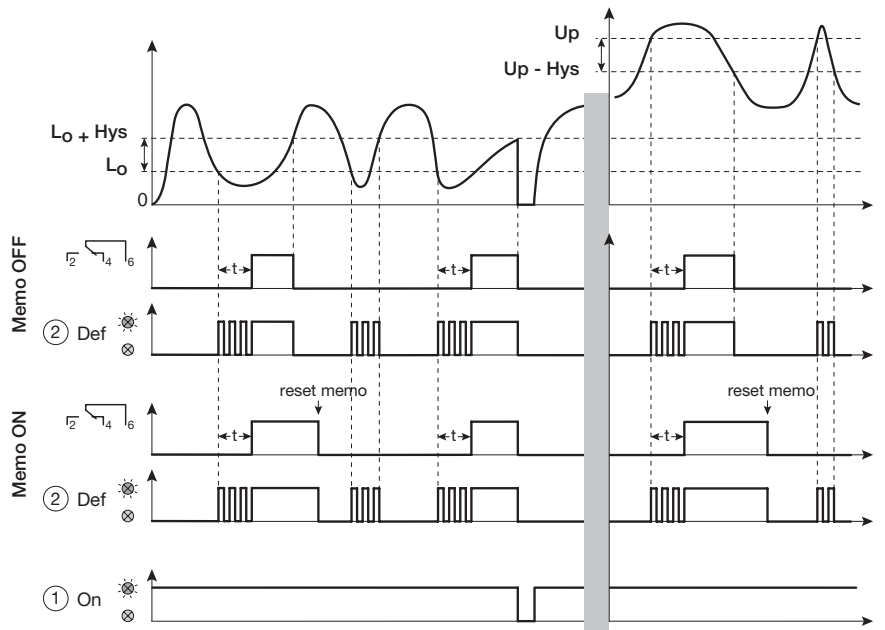 Up
Up - Hys
Lo + Hys
Lo
0
Memo OFF
2 4 6
t t t
2 Def
Memo ON
reset memo reset memo
2 4 6
t t t
2 Def
1 On